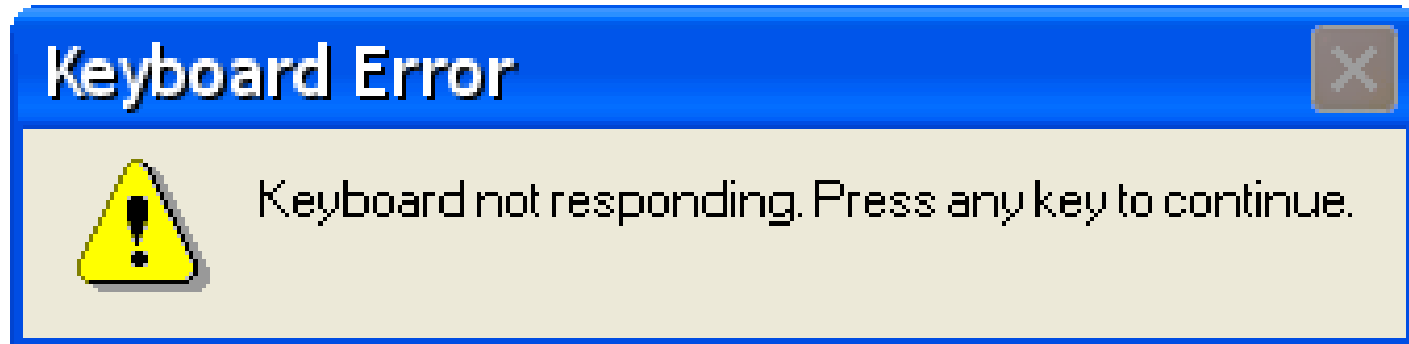 Keyboard Error
Keyboard not responding. Press any key to continue.